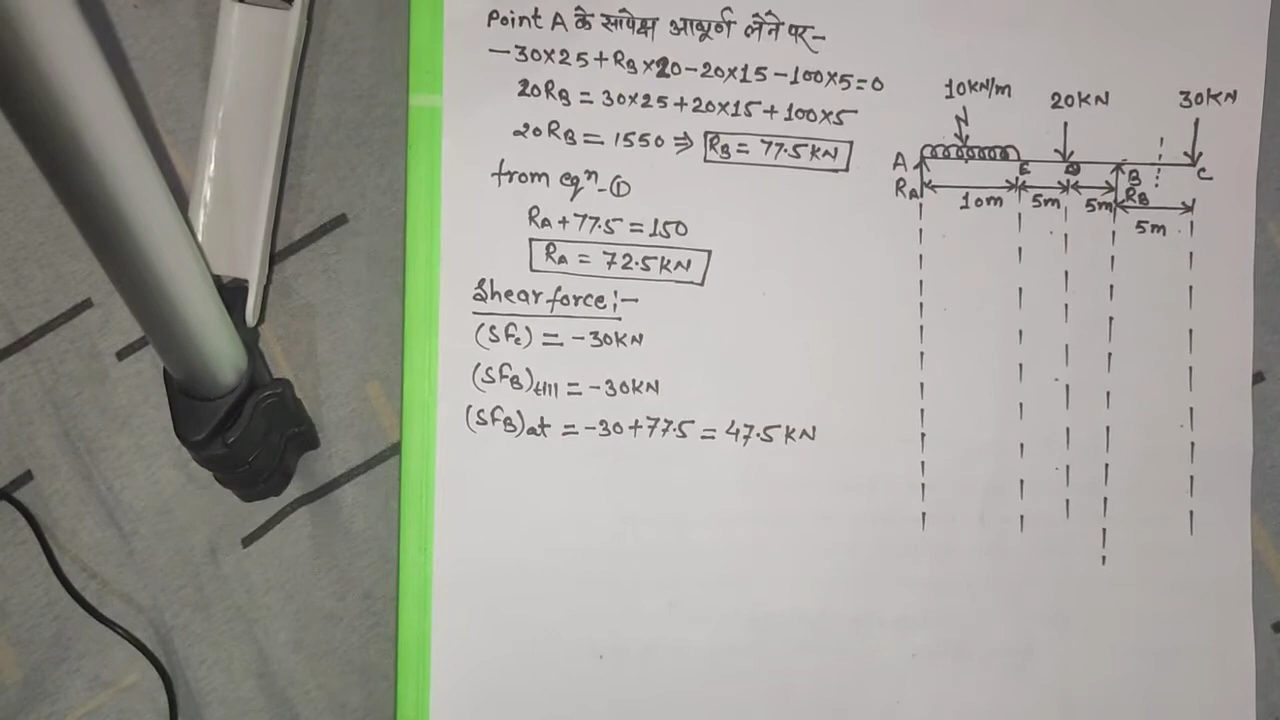 Point A के सापेक्ष आघूर्ण लेने पर-
-30×25+RB×20-20×15-100×5=0
20RB = 30×25+20×15+100×5
20RB = 1550 ⇒ RB = 77.5KN
from eqⁿ-①
RA+77.5 = 150
RA = 72.5KN
Shear force :-
(SFc) = -30KN
(SFB)till = -30KN
(SFB)at = -30+77.5 = 47.5KN
10KN/m
20KN
30KN
A
E
D
B
C
RA
RB
10m
5m
5m
5m